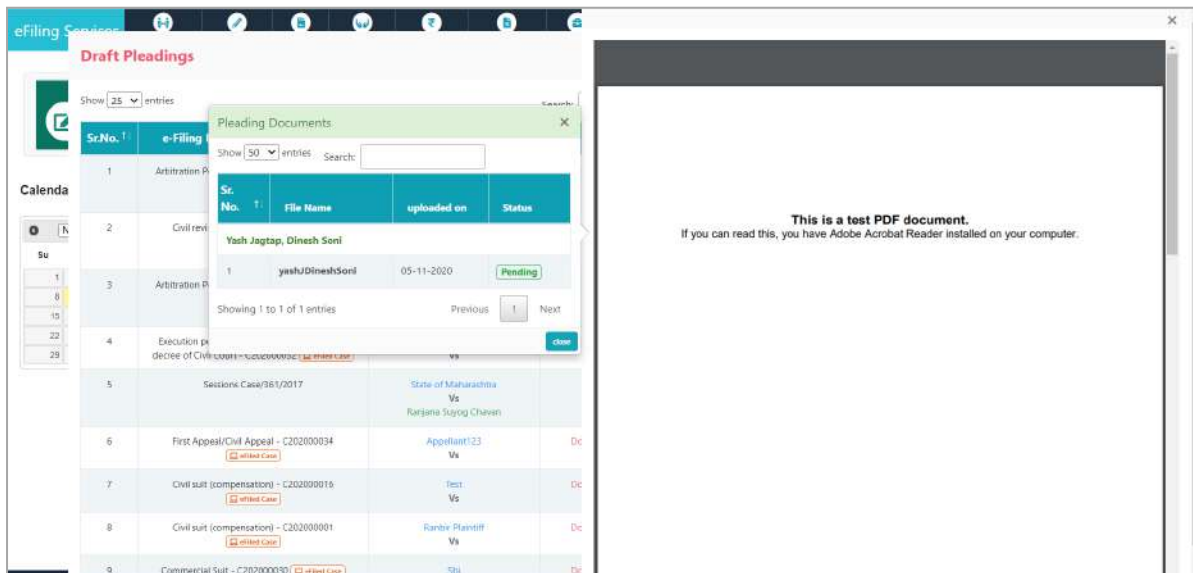 eFiling Services
Draft Pleadings
Show 25 entries
Search:
Sr.No. e-Filing
1 Arbitration P
2 Civil revi
3 Arbitration P
4 Execution p
decree of Civil Court - C202000032 eFiled Case
Vs
5 Sessions Case/361/2017 State of Maharashtra
Vs
Ranjana Suyog Chavan
6 First Appeal/Civil Appeal - C202000034 Appellant123 Do
eFiled Case Vs
7 Civil suit (compensation) - C202000016 Test Do
eFiled Case Vs
8 Civil suit (compensation) - C202000001 Ranbir Plaintiff Do
eFiled Case Vs
9 Commercial Suit - C202000030 eFiled Case Shi Do
Calenda
N
Su
1
8
15
22
29
Pleading Documents ×
Show 50 entries Search:
Sr.
No. File Name uploaded on Status
Yash Jagtap, Dinesh Soni
1 yashJDineshSoni 05-11-2020 Pending
Showing 1 to 1 of 1 entries Previous 1 Next
close
×
This is a test PDF document.
If you can read this, you have Adobe Acrobat Reader installed on your computer.